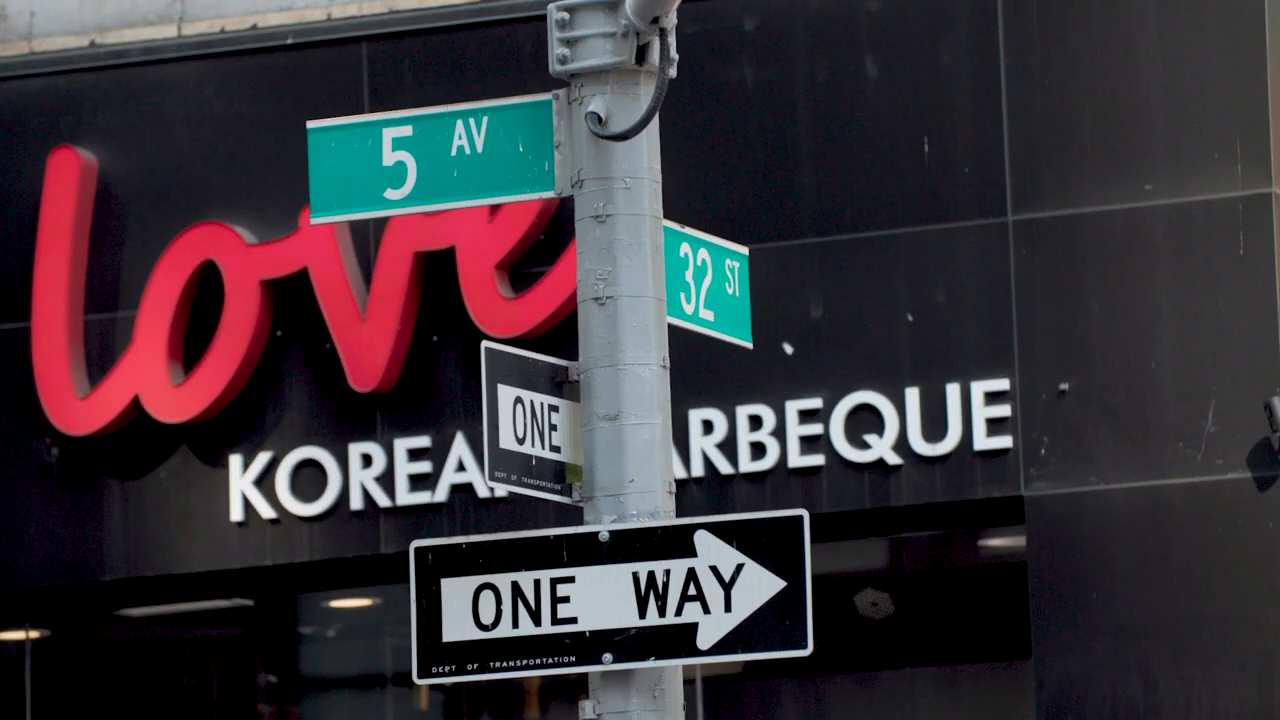 5 AV
32 ST
love
ONE
DEPT OF TRANSPORTATION
KOREA ARBEQUE
ONE WAY
DEPT OF TRANSPORTATION